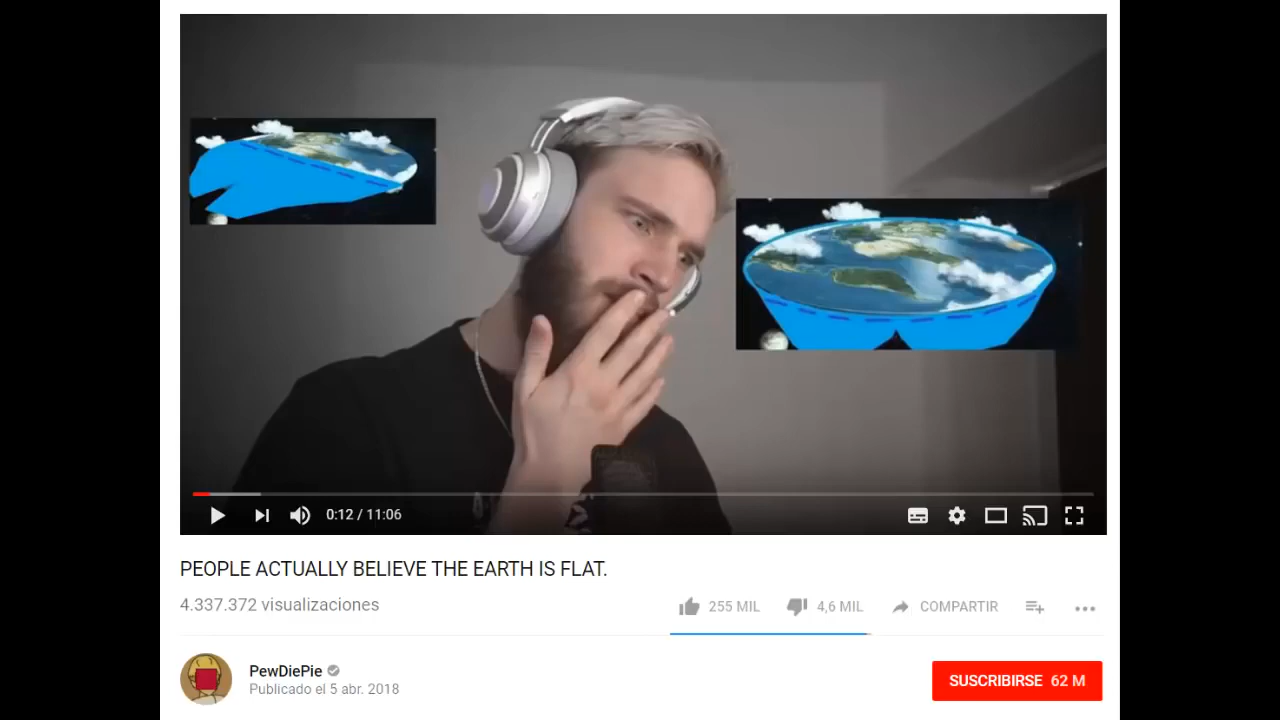 0:12 / 11:06
PEOPLE ACTUALLY BELIEVE THE EARTH IS FLAT.
4.337.372 visualizaciones
255 MIL 4,6 MIL COMPARTIR
PewDiePie
Publicado el 5 abr. 2018
SUSCRIBIRSE 62 M